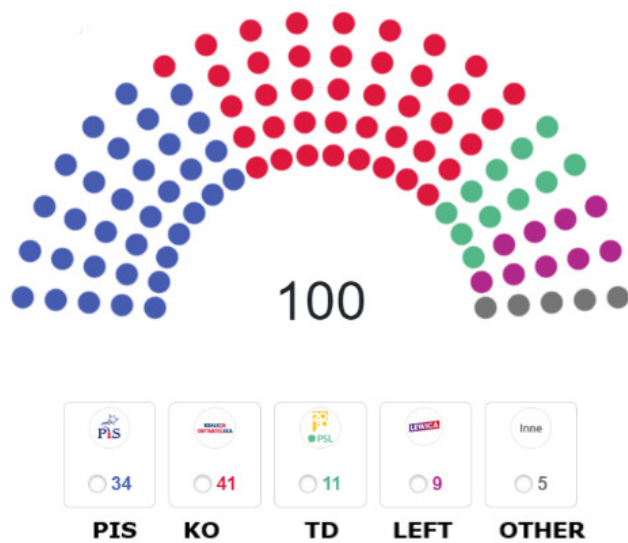 100
PiS KOALICJA OBYWATELSKA PSL LEWICA Inne
34 41 11 9 5
PIS KO TD LEFT OTHER